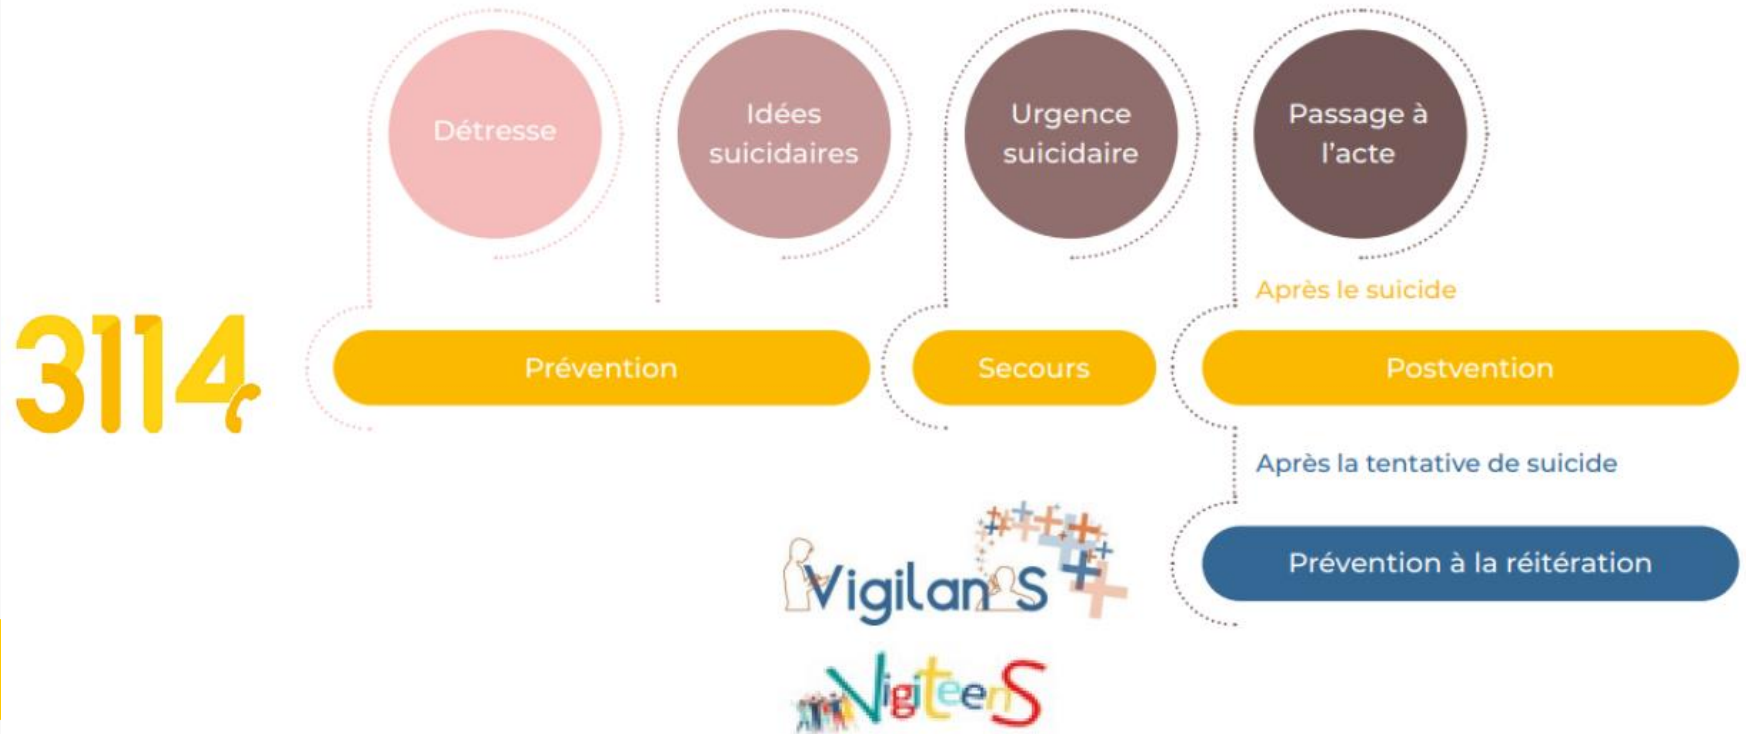 Détresse
Idées
suicidaires
Urgence
suicidaire
Passage à
l'acte
Après le suicide
3114
Prévention
Secours
Postvention
Après la tentative de suicide
Prévention à la réitération
VigilanS
VigiteenS